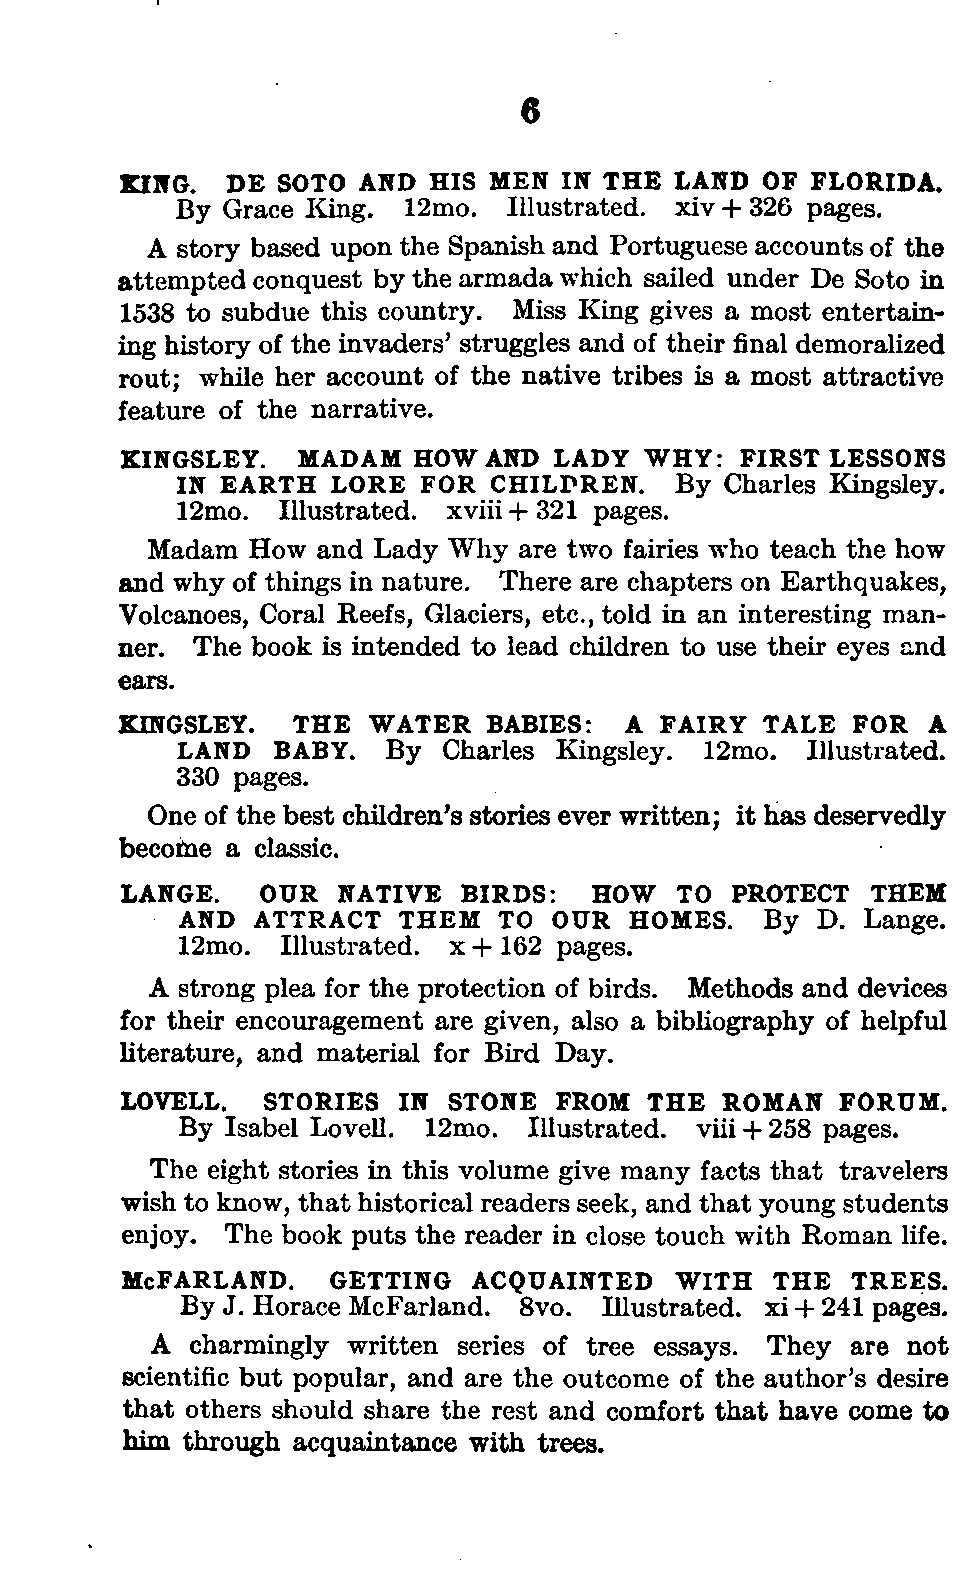 6
KING. DE SOTO AND HIS MEN IN THE LAND OF FLORIDA.
By Grace King. 12mo. Illustrated. xiv + 326 pages.
A story based upon the Spanish and Portuguese accounts of the
attempted conquest by the armada which sailed under De Soto in
1538 to subdue this country. Miss King gives a most entertain-
ing history of the invaders' struggles and of their final demoralized
rout; while her account of the native tribes is a most attractive
feature of the narrative.
KINGSLEY. MADAM HOW AND LADY WHY: FIRST LESSONS
IN EARTH LORE FOR CHILDREN. By Charles Kingsley.
12mo. Illustrated. xviii + 321 pages.
Madam How and Lady Why are two fairies who teach the how
and why of things in nature. There are chapters on Earthquakes,
Volcanoes, Coral Reefs, Glaciers, etc., told in an interesting man-
ner. The book is intended to lead children to use their eyes and
ears.
KINGSLEY. THE WATER BABIES: A FAIRY TALE FOR A
LAND BABY. By Charles Kingsley. 12mo. Illustrated.
330 pages.
One of the best children's stories ever written; it has deservedly
become a classic.
LANGE. OUR NATIVE BIRDS: HOW TO PROTECT THEM
AND ATTRACT THEM TO OUR HOMES. By D. Lange.
12mo. Illustrated. x + 162 pages.
A strong plea for the protection of birds. Methods and devices
for their encouragement are given, also a bibliography of helpful
literature, and material for Bird Day.
LOVELL. STORIES IN STONE FROM THE ROMAN FORUM.
By Isabel Lovell. 12mo. Illustrated. viii + 258 pages.
The eight stories in this volume give many facts that travelers
wish to know, that historical readers seek, and that young students
enjoy. The book puts the reader in close touch with Roman life.
McFARLAND. GETTING ACQUAINTED WITH THE TREES.
By J. Horace McFarland. 8vo. Illustrated. xi + 241 pages.
A charmingly written series of tree essays. They are not
scientific but popular, and are the outcome of the author's desire
that others should share the rest and comfort that have come to
him through acquaintance with trees.